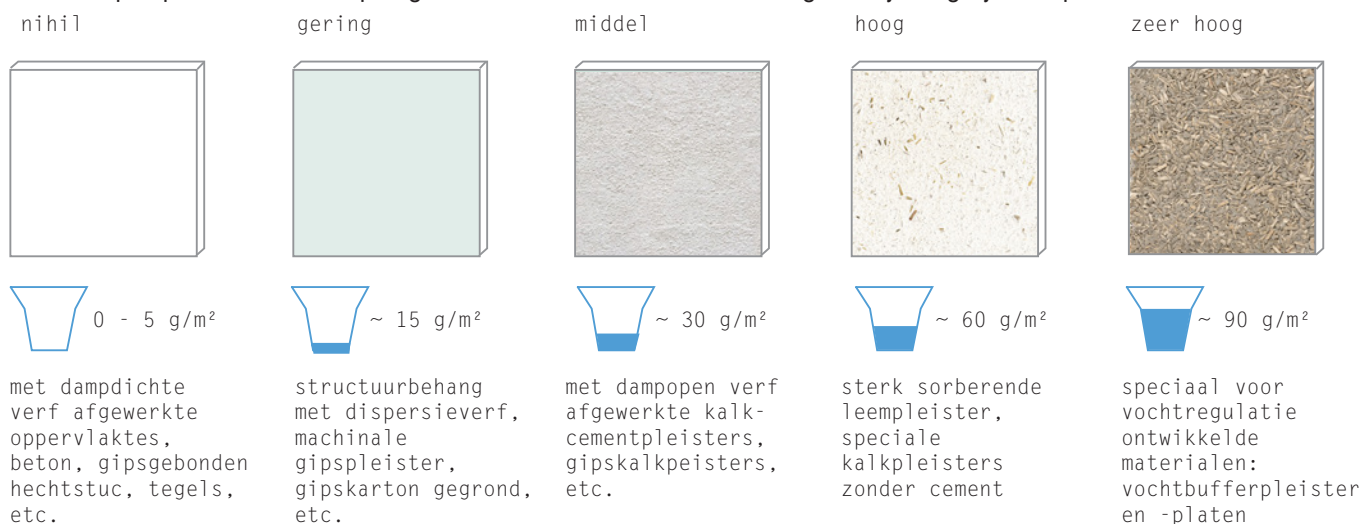 nihil
gering
middel
hoog
zeer hoog
0 - 5 g/m²
~ 15 g/m²
~ 30 g/m²
~ 60 g/m²
~ 90 g/m²
met dampdichte
verf afgewerkte
oppervlaktes,
beton, gipsgebonden
hechtstuc, tegels,
etc.
structuurbehang
met dispersieverf,
machinale
gipspleister,
gipskarton gegrond,
etc.
met dampopen verf
afgewerkte kalk-
cementpleisters,
gipskalkpeisters,
etc.
sterk sorberende
leempleister,
speciale
kalkpleisters
zonder cement
speciaal voor
vochtregulatie
ontwikkelde
materialen:
vochtbufferpleister
en -platen